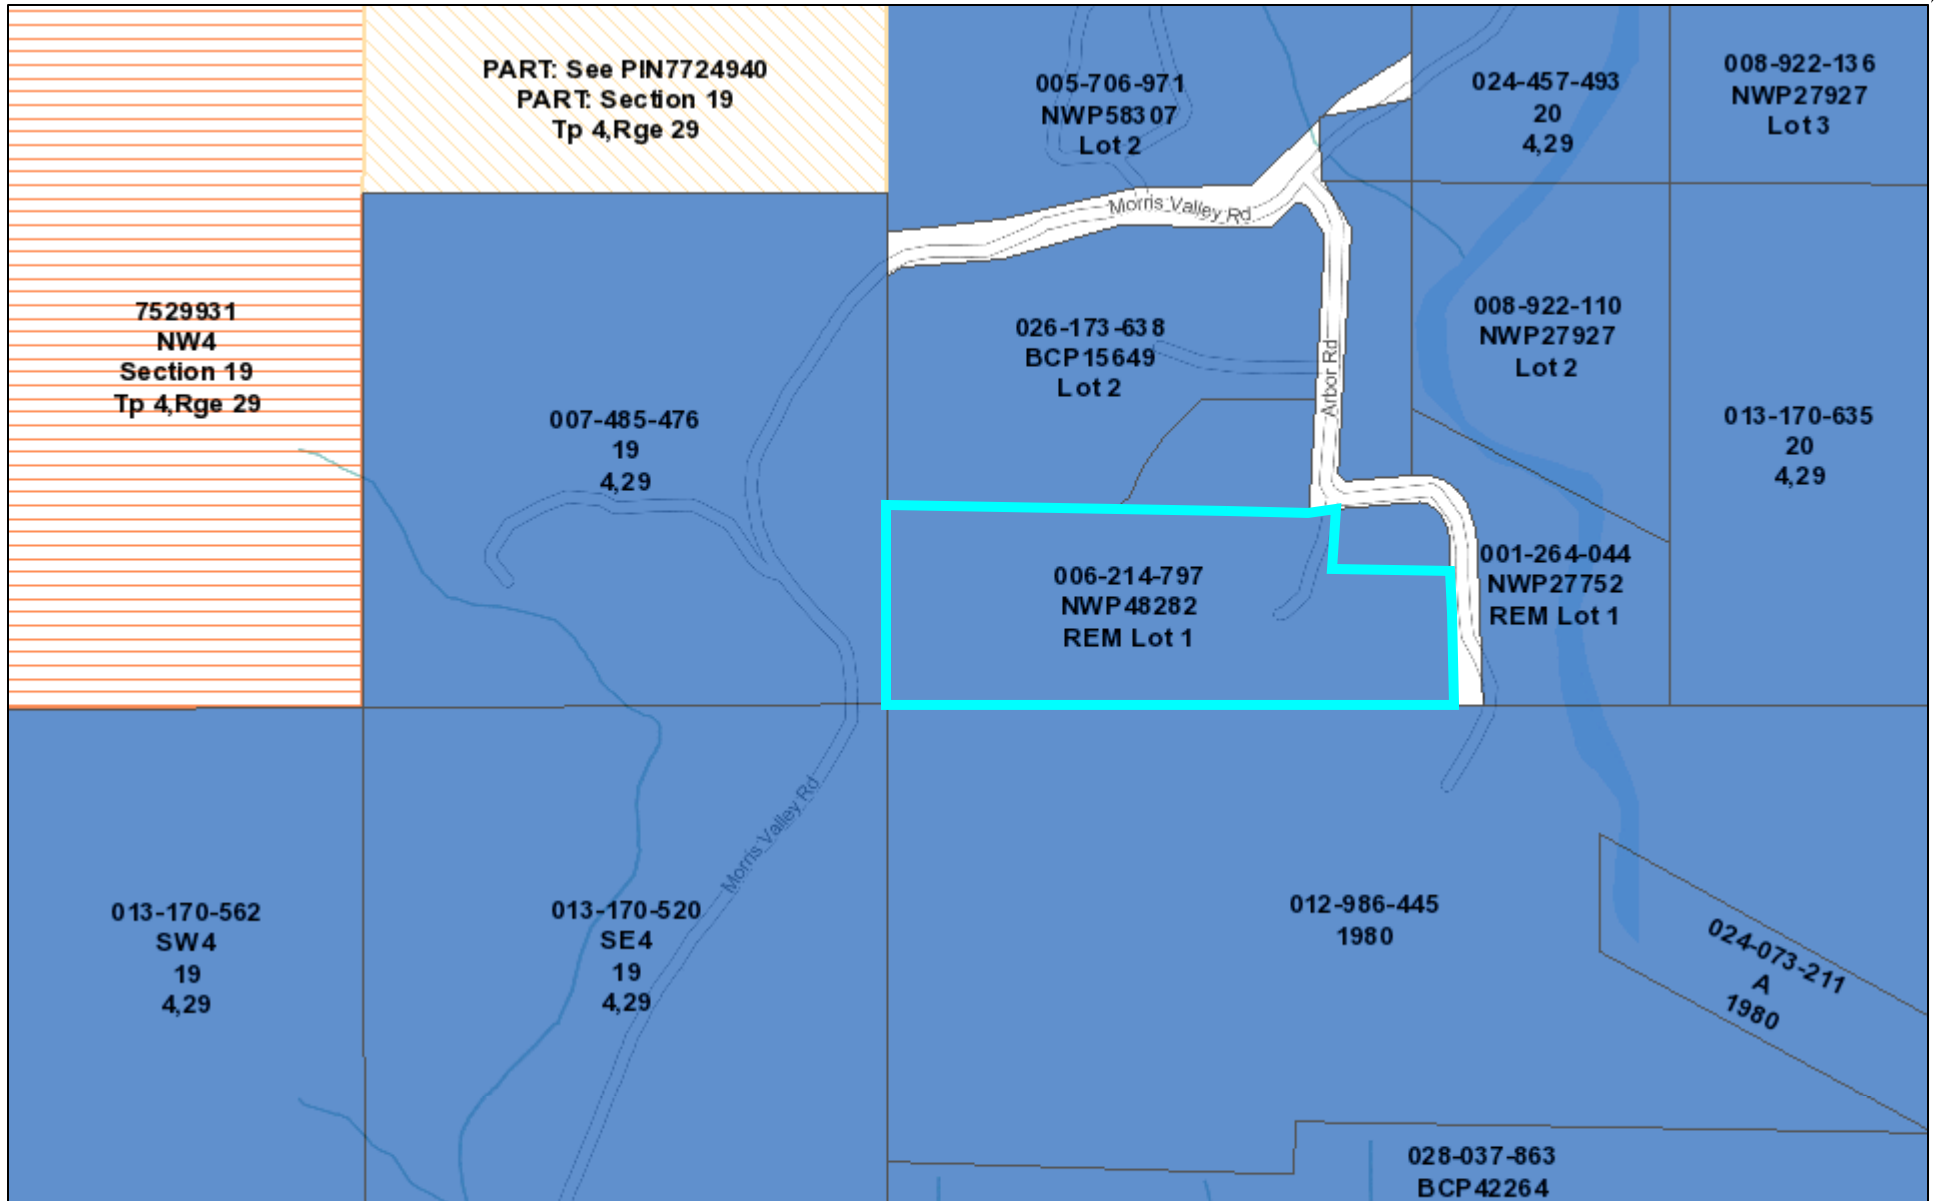 PART: See PIN7724940
PART: Section 19
Tp 4,Rge 29
005-706-971
NWP58307
Lot 2
024-457-493
20
4,29
008-922-136
NWP27927
Lot 3
Morris Valley Rd
7529931
NW4
Section 19
Tp 4,Rge 29
026-173-638
BCP15649
Lot 2
Arbor Rd
008-922-110
NWP27927
Lot 2
007-485-476
19
4,29
013-170-635
20
4,29
006-214-797
NWP48282
REM Lot 1
001-264-044
NWP27752
REM Lot 1
Morris Valley Rd
013-170-562
SW4
19
4,29
013-170-520
SE4
19
4,29
012-986-445
1980
024-073-211
A
1980
028-037-863
BCP42264